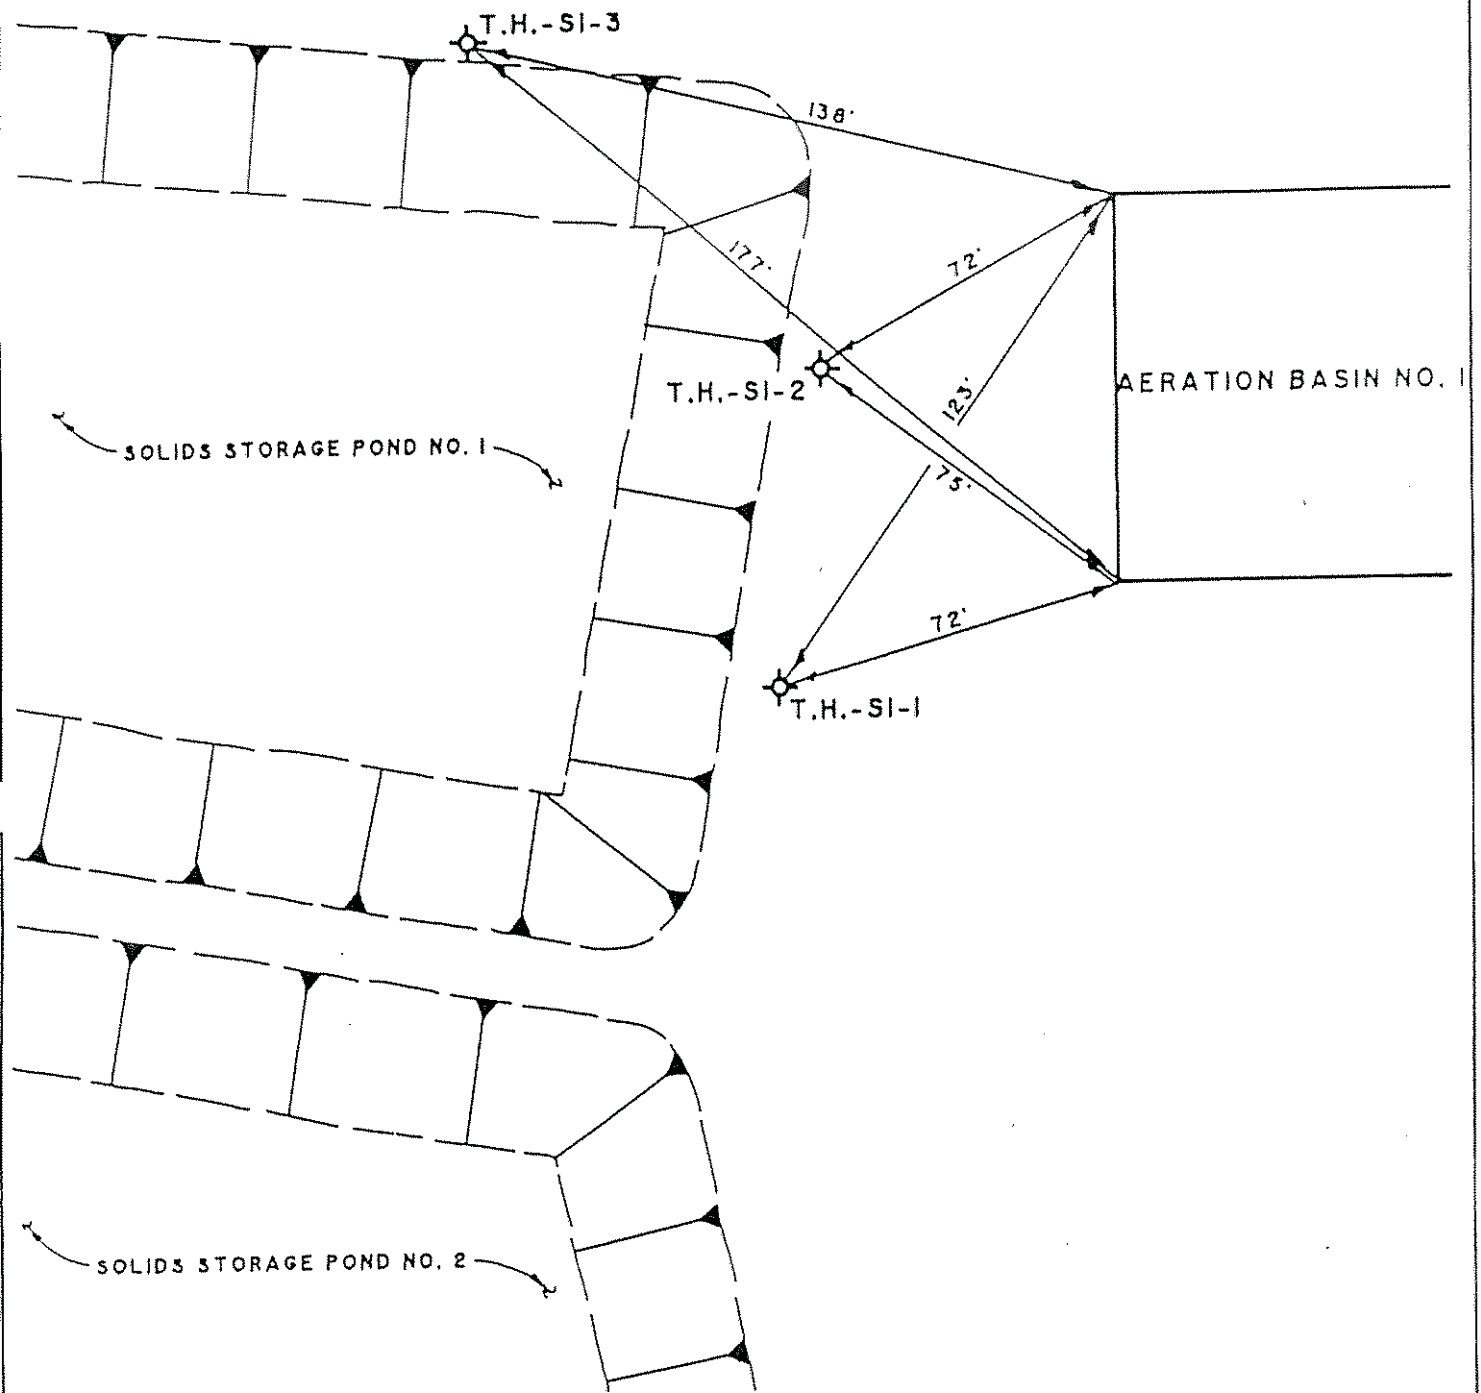 T.H.-SI-3
138'
177'
72'
T.H.-SI-2
123'
AERATION BASIN NO. 1
SOLIDS STORAGE POND NO. 1
75'
72'
T.H.-SI-1
SOLIDS STORAGE POND NO. 2